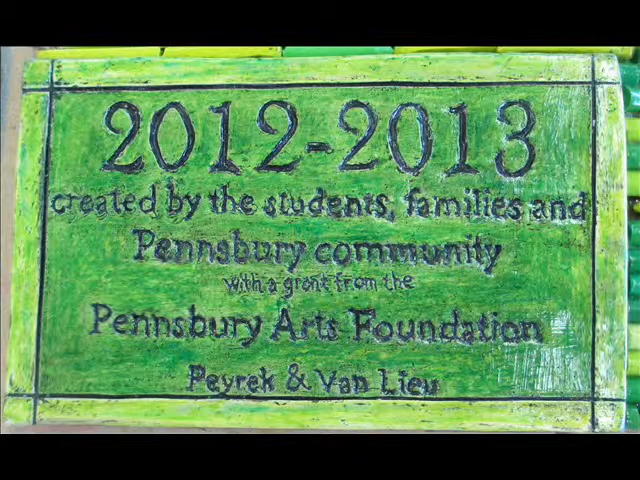 2012-2013
created by the students, families and
Pennsbury community
with a grant from the
Pennsbury Arts Foundation
Peyrek & Van Lieu